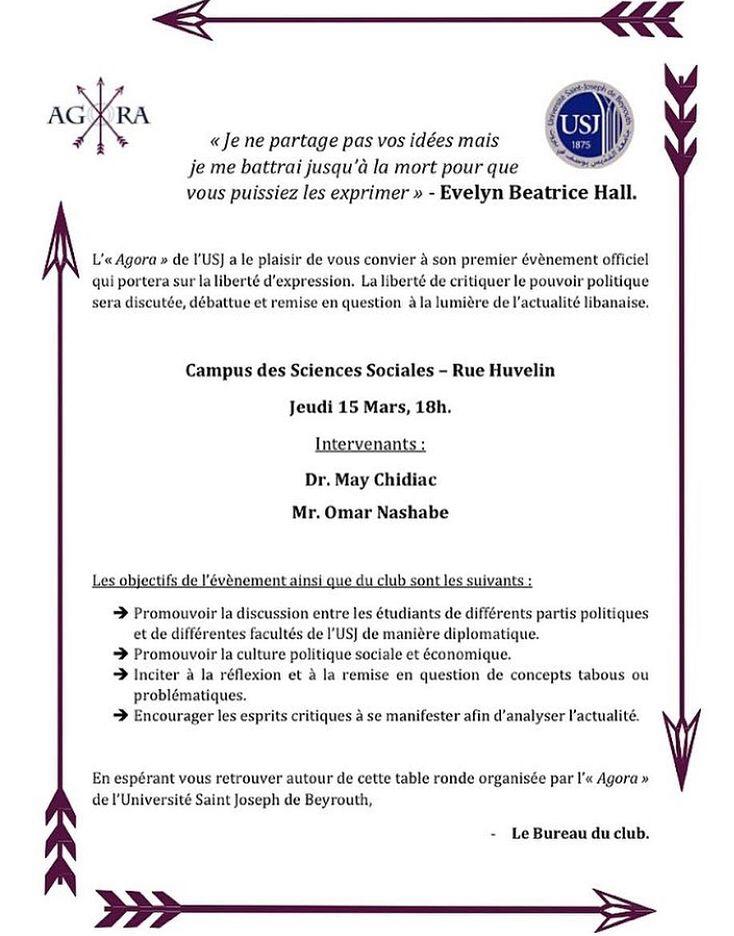 AGORA
Université Saint-Joseph de Beyrouth
USJ
1875
« Je ne partage pas vos idées mais
je me battrai jusqu’à la mort pour que
vous puissiez les exprimer » - Evelyn Beatrice Hall.
L’« Agora » de l’USJ a le plaisir de vous convier à son premier évènement officiel
qui portera sur la liberté d’expression. La liberté de critiquer le pouvoir politique
sera discutée, débattue et remise en question à la lumière de l’actualité libanaise.
Campus des Sciences Sociales – Rue Huvelin
Jeudi 15 Mars, 18h.
Intervenants :
Dr. May Chidiac
Mr. Omar Nashabe
Les objectifs de l’évènement ainsi que du club sont les suivants :
➔ Promouvoir la discussion entre les étudiants de différents partis politiques
et de différentes facultés de l’USJ de manière diplomatique.
➔ Promouvoir la culture politique sociale et économique.
➔ Inciter à la réflexion et à la remise en question de concepts tabous ou
problématiques.
➔ Encourager les esprits critiques à se manifester afin d’analyser l’actualité.
En espérant vous retrouver autour de cette table ronde organisée par l’« Agora »
de l’Université Saint Joseph de Beyrouth,
- Le Bureau du club.